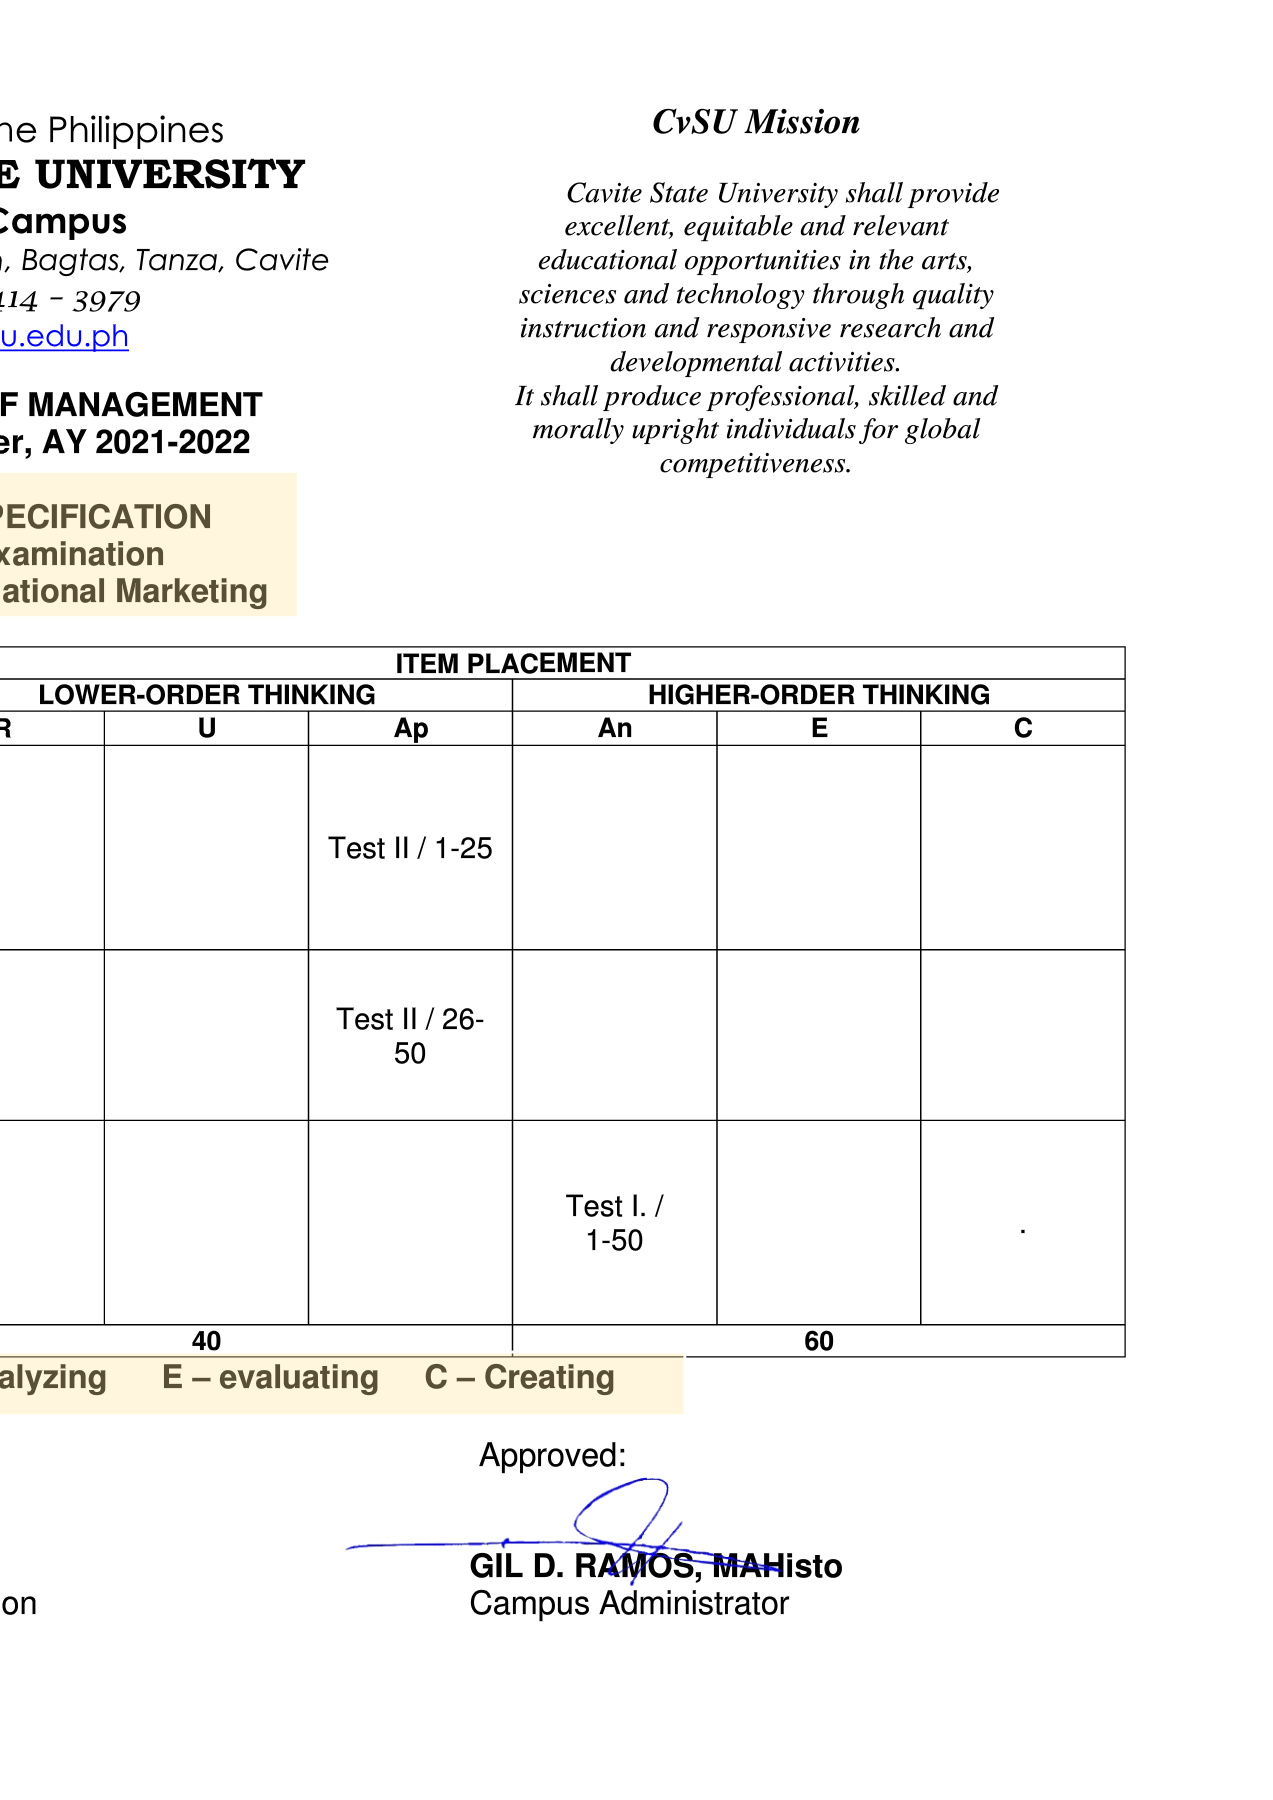 ne Philippines
E UNIVERSITY
Campus
, Bagtas, Tanza, Cavite
414 – 3979
u.edu.ph
F MANAGEMENT
er, AY 2021-2022
PECIFICATION
xamination
ational Marketing
CvSU Mission
Cavite State University shall provide
excellent, equitable and relevant
educational opportunities in the arts,
sciences and technology through quality
instruction and responsive research and
developmental activities.
It shall produce professional, skilled and
morally upright individuals for global
competitiveness.
ITEM PLACEMENT
LOWER-ORDER THINKING HIGHER-ORDER THINKING
R U Ap An E C
Test II / 1-25
Test II / 26-
50
Test I. /
1-50
.
40 60
alyzing E – evaluating C – Creating
Approved:
GIL D. RAMOS, MAHisto
on Campus Administrator